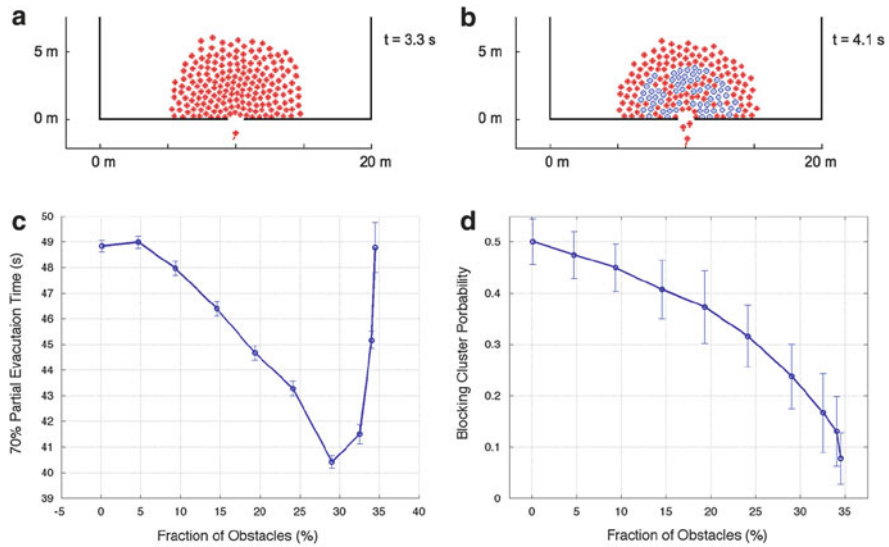 a
t = 3.3 s
5 m
0 m
0 m
20 m
b
t = 4.1 s
5 m
0 m
0 m
20 m
c
50
49
48
47
46
45
44
43
42
41
40
39
70% Partial Evacutaion Time (s)
-5 0 5 10 15 20 25 30 35 40
Fraction of Obstacles (%)
d
0.5
0.4
0.3
0.2
0.1
0
Blocking Cluster Porbability
0 5 10 15 20 25 30 35
Fraction of Obstacles (%)